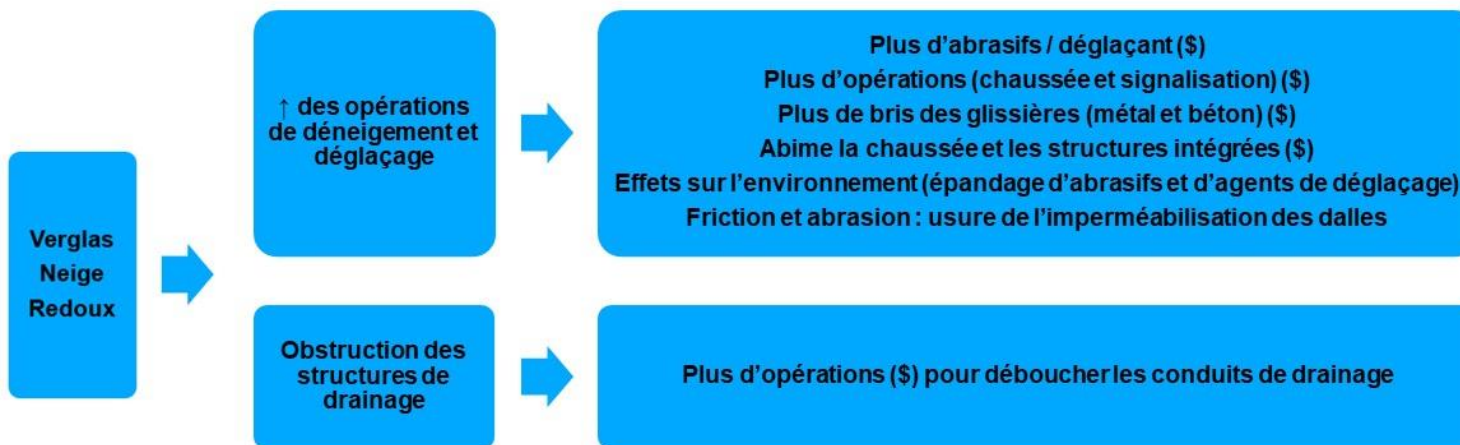 Verglas
Neige
Redoux
↑ des opérations
de déneigement et
déglaçage
Plus d’abrasifs / déglaçant ($)
Plus d’opérations (chaussée et signalisation) ($)
Plus de bris des glissières (métal et béton) ($)
Abime la chaussée et les structures intégrées ($)
Effets sur l’environnement (épandage d’abrasifs et d’agents de déglaçage)
Friction et abrasion : usure de l’imperméabilisation des dalles
Obstruction des
structures de
drainage
Plus d’opérations ($) pour déboucher les conduits de drainage